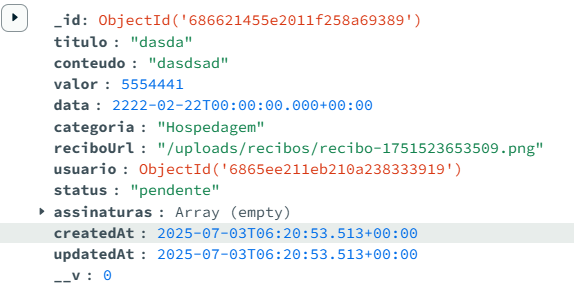 _id: ObjectId('686621455e2011f258a69389')
titulo : "dasda"
conteudo : "dasdsad"
valor : 5554441
data : 2222-02-22T00:00:00.000+00:00
categoria : "Hospedagem"
reciboUrl : "/uploads/recibos/recibo-1751523653509.png"
usuario : ObjectId('6865ee211eb210a238333919')
status : "pendente"
assinaturas : Array (empty)
createdAt : 2025-07-03T06:20:53.513+00:00
updatedAt : 2025-07-03T06:20:53.513+00:00
__v : 0